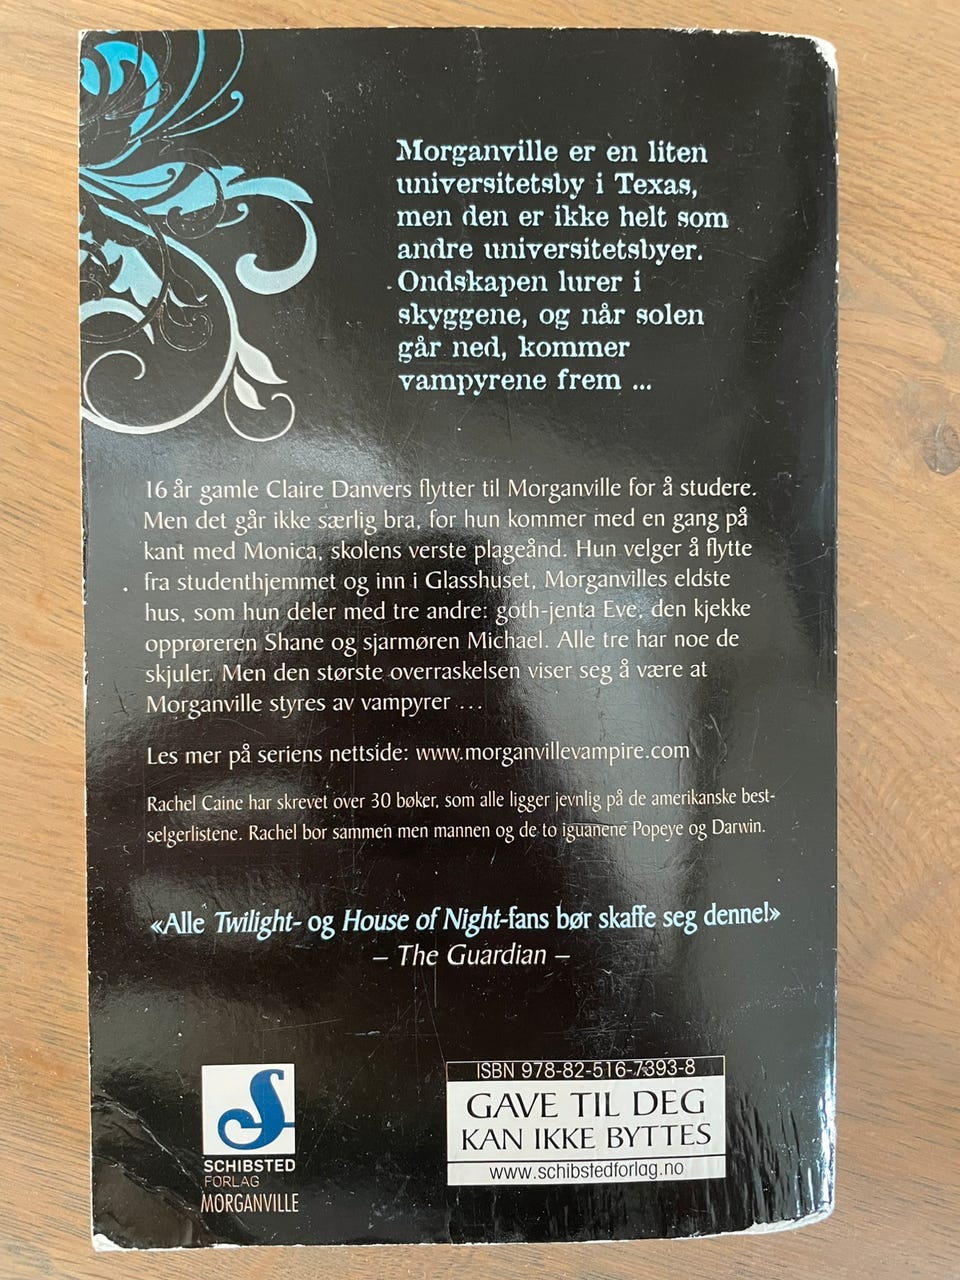 Morganville er en liten
universitetsby i Texas,
men den er ikke helt som
andre universitetsbyer.
Ondskapen lurer i
skyggene, og når solen
går ned, kommer
vampyrene frem ...
16 år gamle Claire Danvers flytter til Morganville for å studere.
Men det går ikke særlig bra, for hun kommer med en gang på
kant med Monica, skolens verste plageånd. Hun velger å flytte
fra studenthjemmet og inn i Glasshuset, Morganvilles eldste
hus, som hun deler med tre andre: goth-jenta Eve, den kjekke
opprøreren Shane og sjarmøren Michael. Alle tre har noe de
skjuler. Men den største overraskelsen viser seg å være at
Morganville styres av vampyrer ...
Les mer på seriens nettside: www.morganvillevampire.com
Rachel Caine har skrevet over 30 bøker, som alle ligger jevnlig på de amerikanske best-
selgerlistene. Rachel bor sammen men mannen og de to iguanene Popeye og Darwin.
«Alle Twilight- og House of Night-fans bør skaffe seg denne!»
– The Guardian –
ISBN 978-82-516-7393-8
GAVE TIL DEG
KAN IKKE BYTTES
www.schibstedforlag.no
S
SCHIBSTED
FORLAG
MORGANVILLE